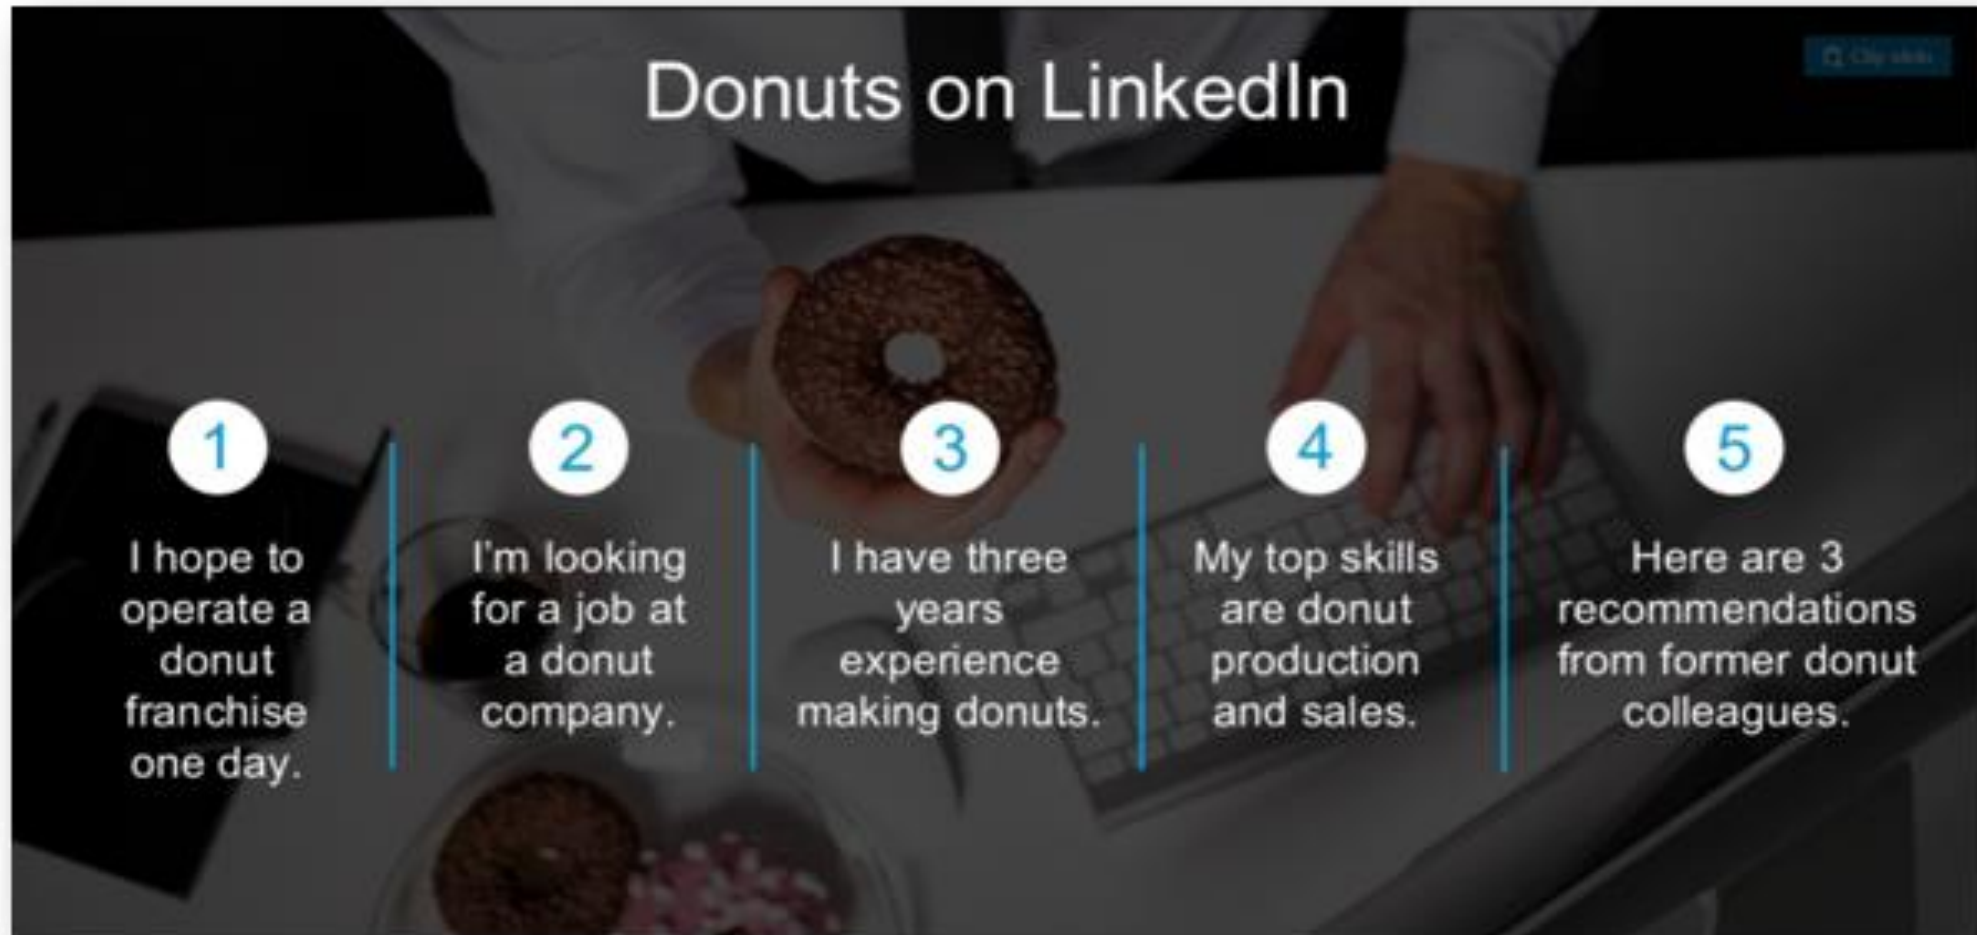 Donuts on LinkedIn
1
I hope to
operate a
donut
franchise
one day.
2
I'm looking
for a job at
a donut
company.
3
I have three
years
experience
making donuts.
4
My top skills
are donut
production
and sales.
5
Here are 3
recommendations
from former donut
colleagues.